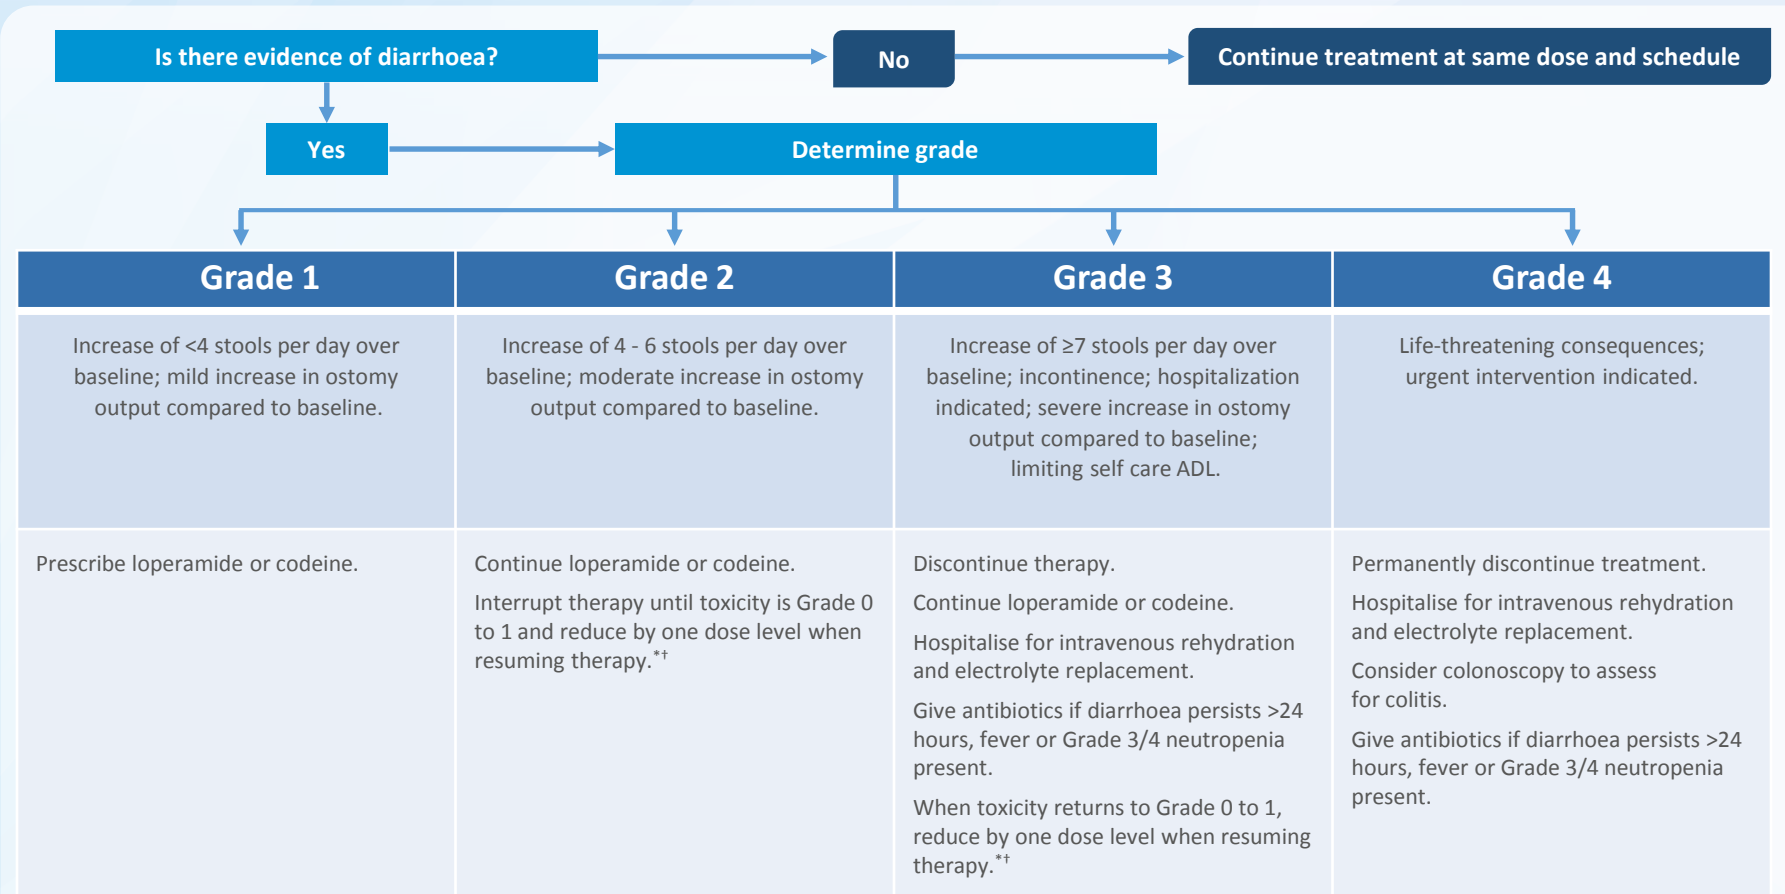 Is there evidence of diarrhoea?
No
Continue treatment at same dose and schedule
Yes
Determine grade
Grade 1
Grade 2
Grade 3
Grade 4
Increase of <4 stools per day over
baseline; mild increase in ostomy
output compared to baseline.
Increase of 4 - 6 stools per day over
baseline; moderate increase in ostomy
output compared to baseline.
Increase of ≥7 stools per day over
baseline; incontinence; hospitalization
indicated; severe increase in ostomy
output compared to baseline;
limiting self care ADL.
Life-threatening consequences;
urgent intervention indicated.
Prescribe loperamide or codeine.
Continue loperamide or codeine.
Interrupt therapy until toxicity is Grade 0
to 1 and reduce by one dose level when
resuming therapy.*†
Discontinue therapy.
Continue loperamide or codeine.
Hospitalise for intravenous rehydration
and electrolyte replacement.
Give antibiotics if diarrhoea persists >24
hours, fever or Grade 3/4 neutropenia
present.
When toxicity returns to Grade 0 to 1,
reduce by one dose level when resuming
therapy.*†
Permanently discontinue treatment.
Hospitalise for intravenous rehydration
and electrolyte replacement.
Consider colonoscopy to assess
for colitis.
Give antibiotics if diarrhoea persists >24
hours, fever or Grade 3/4 neutropenia
present.